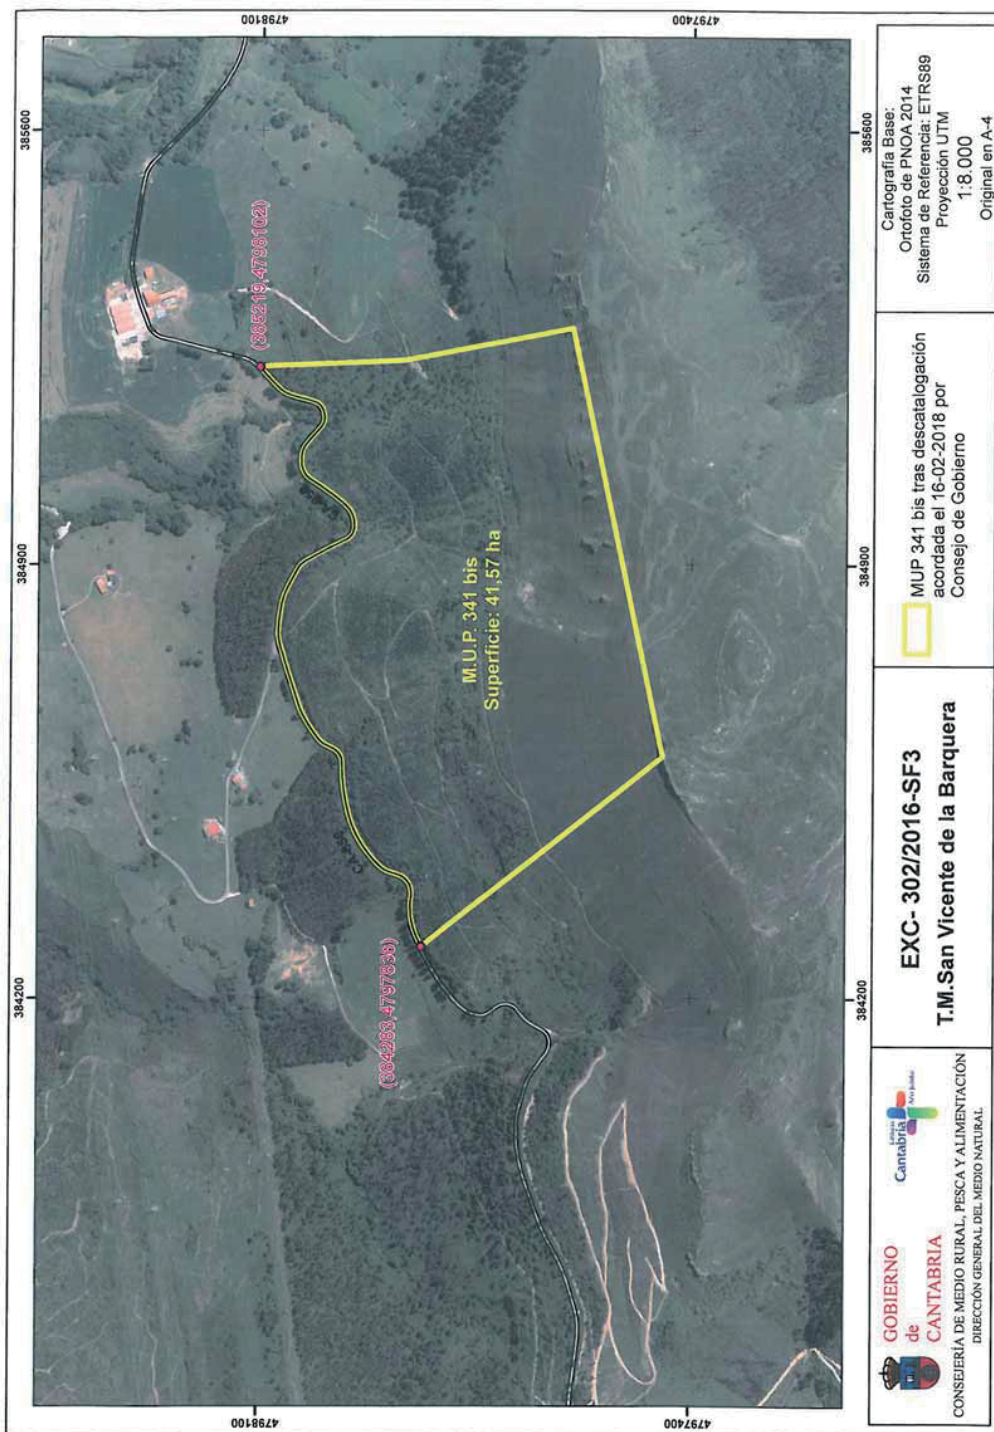 384200
384900
385600
4798100
4798100
(385219,4798102)
(384283,4797838)
M.U.P. 341 bis
Superficie: 41,57 ha
4797400
4797400
384200
384900
385600
GOBIERNO
de
CANTABRIA
Cantabria
CONSEJERÍA DE MEDIO RURAL, PESCA Y ALIMENTACIÓN
DIRECCIÓN GENERAL DEL MEDIO NATURAL
EXC- 302/2016-SF3
T.M.San Vicente de la Barquera
MUP 341 bis tras descatalogación
acordada el 16-02-2018 por
Consejo de Gobierno
Cartografía Base:
Ortofoto de PNOA 2014
Sistema de Referencia: ETRS89
Proyección UTM
1:8.000
Original en A-4